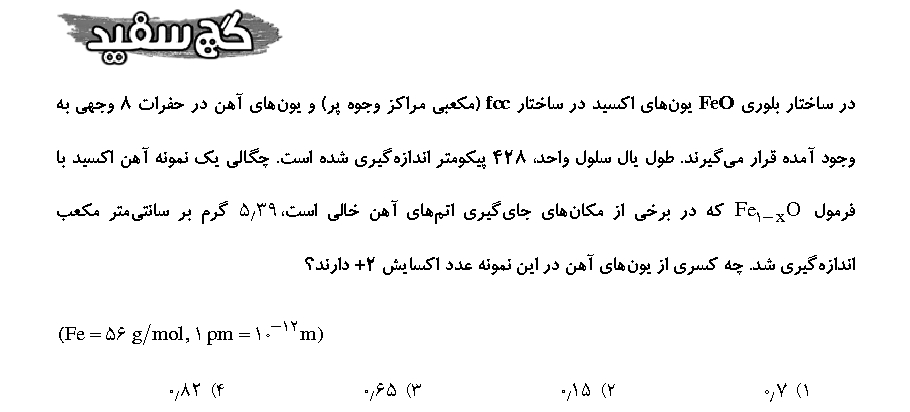 گچ سفید
در ساختار بلوری FeO یون‌های اکسید در ساختار fcc (مکعبی مراکز وجوه پر) و یون‌های آهن در حفرات ۸ وجهی به
وجود آمده قرار می‌گیرند. طول یال سلول واحد، ۴۲۸ پیکومتر اندازه‌گیری شده است. چگالی یک نمونه آهن اکسید با
فرمول Fe₁₋ₓO که در برخی از مکان‌های جای‌گیری اتم‌های آهن خالی است، ۵٫۳۹ گرم بر سانتی‌متر مکعب
اندازه‌گیری شد. چه کسری از یون‌های آهن در این نمونه عدد اکسایش ۲+ دارند؟
(Fe = ۵۶ g/mol, ۱ pm = ۱۰⁻¹² m)
۱) ۰٫۷ ۲) ۰٫۱۵ ۳) ۰٫۶۵ ۴) ۰٫۸۲